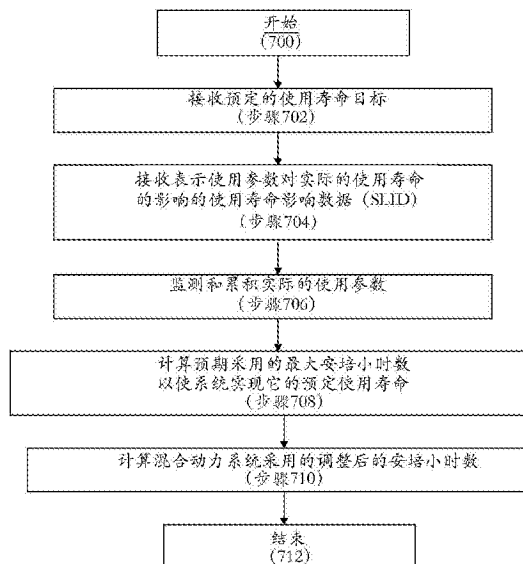 开始
(700)
接收预定的使用寿命目标
(步骤702)
接收表示使用参数对实际的使用寿命
的影响的使用寿命影响数据 (SLID)
(步骤704)
监测和累积实际的使用参数
(步骤706)
计算预期采用的最大安培小时数
以使系统实现它的预定使用寿命
(步骤708)
计算混合动力系统采用的调整后的安培小时数
(步骤710)
结束
(712)